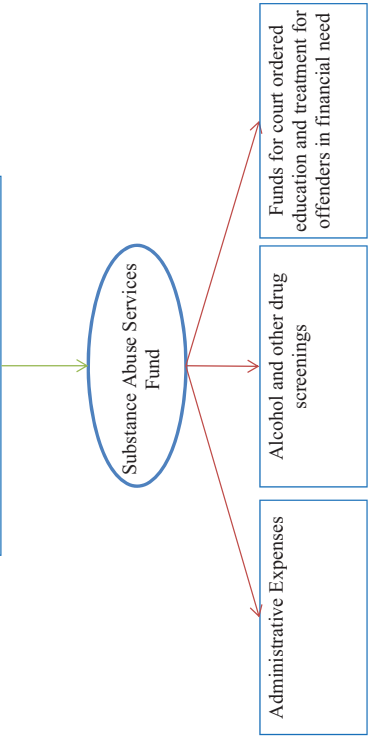 Substance Abuse Services
Fund
Administrative Expenses
Alcohol and other drug
screenings
Funds for court ordered
education and treatment for
offenders in financial need